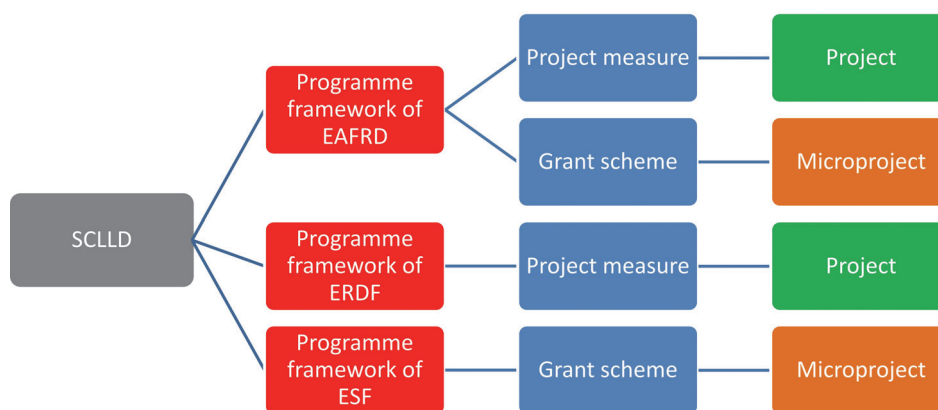 SCLLD
Programme
framework of
EAFRD
Project measure
Project
Grant scheme
Microproject
Programme
framework of
ERDF
Project measure
Project
Programme
framework of
ESF
Grant scheme
Microproject